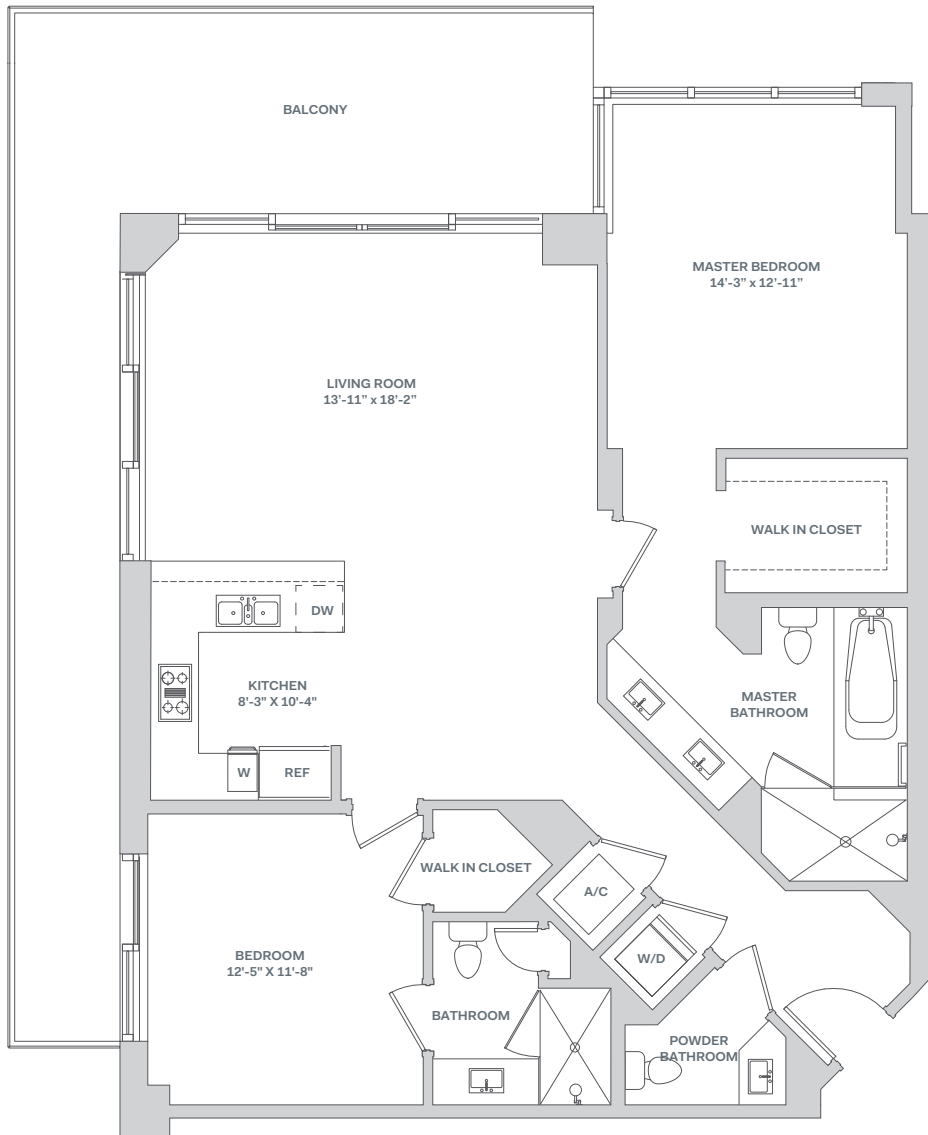 BALCONY
MASTER BEDROOM
14'-3" x 12'-11"
LIVING ROOM
13'-11" x 18'-2"
WALK IN CLOSET
DW
KITCHEN
8'-3" X 10'-4"
MASTER
BATHROOM
W
REF
WALK IN CLOSET
A/C
BEDROOM
12'-5" X 11'-8"
W/D
BATHROOM
POWDER
BATHROOM